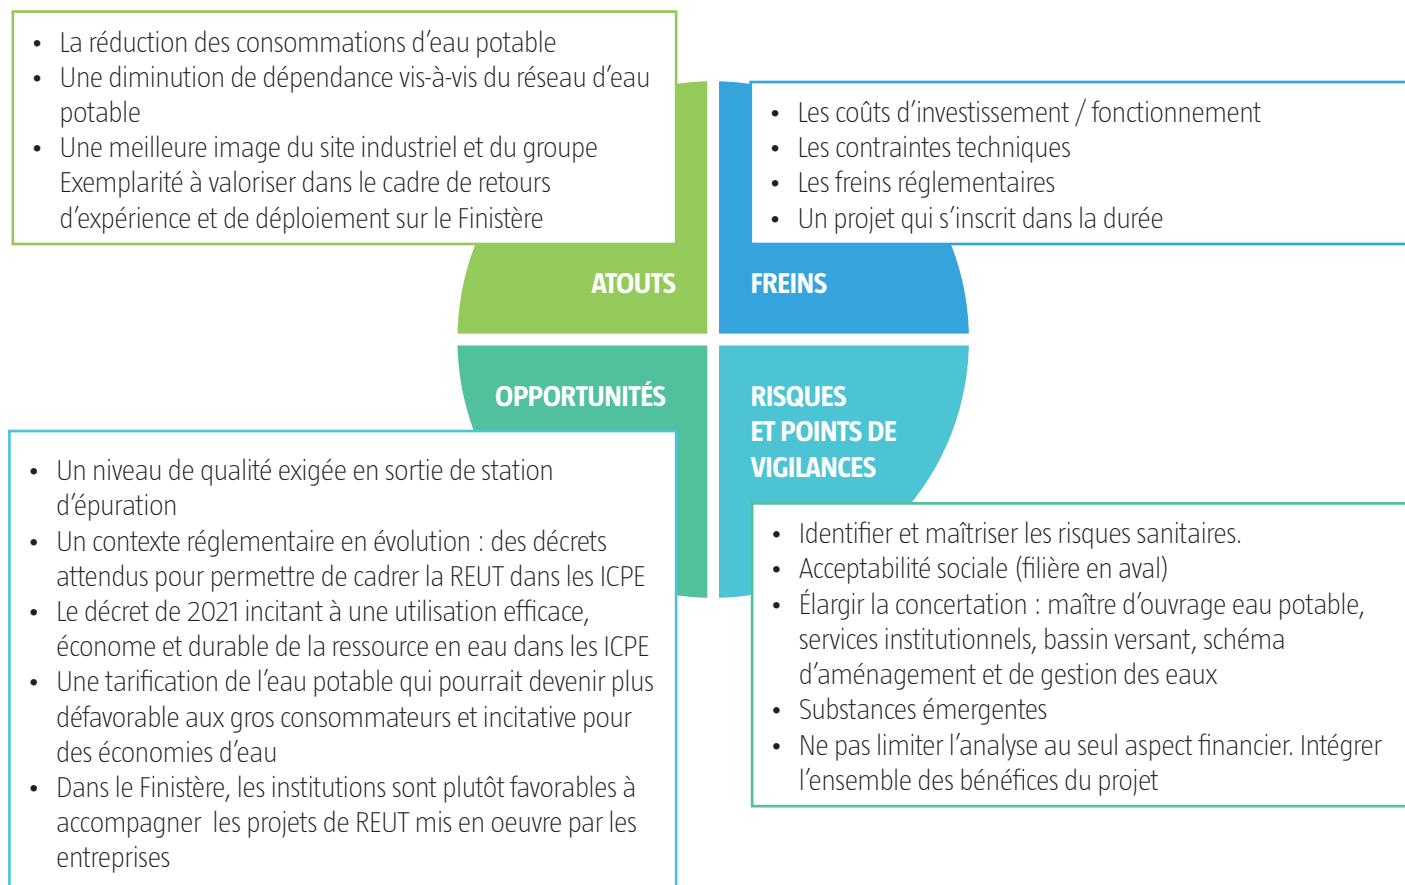 • La réduction des consommations d’eau potable
• Une diminution de dépendance vis-à-vis du réseau d’eau
potable
• Une meilleure image du site industriel et du groupe
Exemplarité à valoriser dans le cadre de retours
d’expérience et de déploiement sur le Finistère
ATOUTS
• Les coûts d’investissement / fonctionnement
• Les contraintes techniques
• Les freins réglementaires
• Un projet qui s’inscrit dans la durée
FREINS
OPPORTUNITÉS
• Un niveau de qualité exigée en sortie de station
d’épuration
• Un contexte réglementaire en évolution : des décrets
attendus pour permettre de cadrer la REUT dans les ICPE
• Le décret de 2021 incitant à une utilisation efficace,
économe et durable de la ressource en eau dans les ICPE
• Une tarification de l’eau potable qui pourrait devenir plus
défavorable aux gros consommateurs et incitative pour
des économies d’eau
• Dans le Finistère, les institutions sont plutôt favorables à
accompagner les projets de REUT mis en oeuvre par les
entreprises
RISQUES
ET POINTS DE
VIGILANCES
• Identifier et maîtriser les risques sanitaires.
• Acceptabilité sociale (filière en aval)
• Élargir la concertation : maître d’ouvrage eau potable,
services institutionnels, bassin versant, schéma
d’aménagement et de gestion des eaux
• Substances émergentes
• Ne pas limiter l’analyse au seul aspect financier. Intégrer
l’ensemble des bénéfices du projet